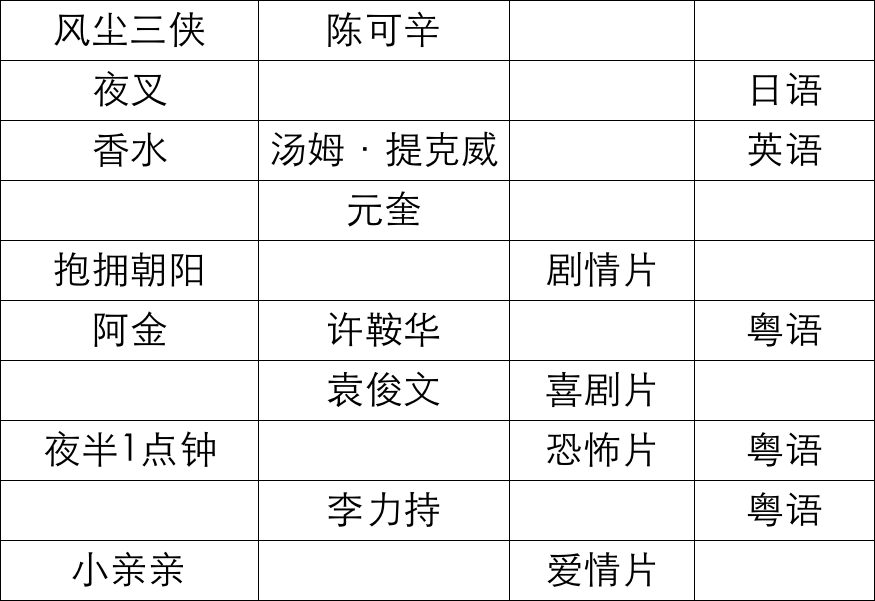 风尘三侠 陈可辛
夜叉 日语
香水 汤姆·提克威 英语
元奎
抱拥朝阳 剧情片
阿金 许鞍华 粤语
袁俊文 喜剧片
夜半1点钟 恐怖片 粤语
李力持 粤语
小亲亲 爱情片